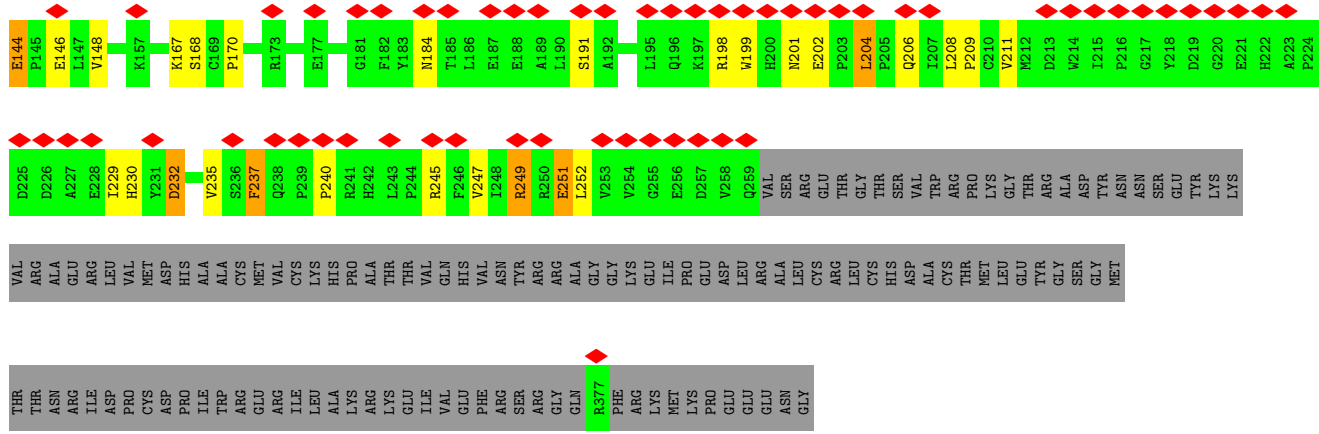 E144 P145 E146 L147 V148 K157 K167 S168 C169 P170 R173 E177 G181 F182 Y183 N184 T185 L186 E187 E188 A189 L190 S191 A192 L195 Q196 K197 R198 W199 H200 N201 E202 P203 L204 P205 Q206 I207 L208 P209 C210 V211 M212 D213 W214 I215 P216 G217 Y218 D219 G220 E221 H222 A223 P224
D225 D226 A227 E228 I229 H230 Y231 D232 V235 S236 F237 Q238 P239 P240 R241 H242 L243 P244 R245 F246 V247 I248 R249 R250 E251 L252 V253 V254 G255 E256 D257 V258 Q259 VAL SER ARG GLU THR GLY THR SER VAL TRP ARG PRO LYS GLY THR ARG ALA ASP TYR ASN ASN SER GLU TYR LYS LYS
VAL ARG ALA GLU ARG LEU VAL MET ASP HIS ALA ALA CYS MET VAL CYS LYS HIS PRO ALA THR THR VAL GLN HIS VAL ASN TYR ARG ARG ALA GLY GLY LYS GLU ILE PRO GLU ASP LEU ARG ALA LEU CYS ARG LEU CYS HIS ASP ALA CYS THR MET LEU GLU TYR GLY SER GLY MET
THR THR ASN ARG ILE ASP PRO CYS ASP PRO ILE TRP ARG GLU ARG ILE LEU ALA LYS ARG LYS GLU ILE VAL GLU PHE ARG SER ARG GLY GLN R377 PHE ARG LYS MET LYS PRO GLU GLU GLU ASN GLY